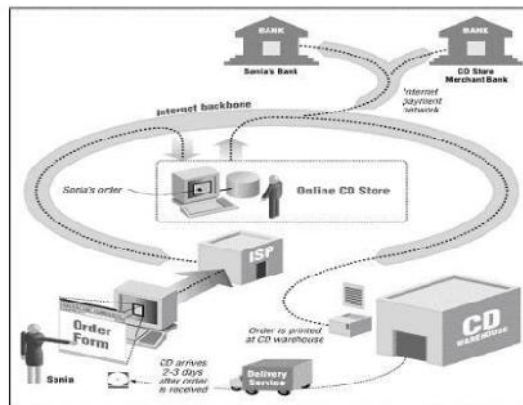 BANK
BANK
Sonia's Bank
CD Store
Merchant Bank
Internet
payment
network
Internet backbone
Sonia's order
Online CD Store
ISP
Order
Form
Order is printed
at CD warehouse
CD
WAREHOUSE
CD arrives
2-3 days
after order
is received
Delivery
Service
Sonia